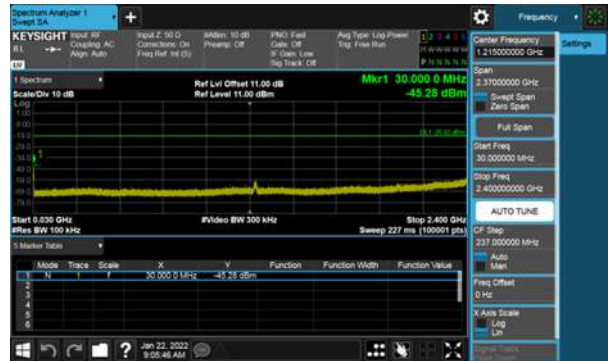 Spectrum Analyzer 1
Swept SA
+
Frequency
KEYSIGHT Input: RF
Coupling: AC
Align: Auto
Input Z: 50 Ω
Corrections: On
Freq Ref: Int (S)
#Atten: 10 dB
Preamp: Off
PNO: Fast
Gate: Off
IF Gain: Low
Sig Track: Off
Avg Type: Log-Power
Trig: Free Run
1 2 3 4 5 6
P N N N N N
RL
Center Frequency
1.215000000 GHz
Settings
Span
2.37000000 GHz
Swept Span
Zero Span
Full Span
Start Freq
30.000000 MHz
Stop Freq
2.400000000 GHz
AUTO TUNE
CF Step
237.000000 MHz
Auto
Man
Freq Offset
0 Hz
X Axis Scale
Log
Lin
1 Spectrum
Scale/Div 10 dB
Ref Lvl Offset 11.00 dB
Ref Level 11.00 dBm
Mkr1 30.000 0 MHz
-45.28 dBm
Log
1.00
1
Start 0.030 GHz
#Res BW 100 kHz
#Video BW 300 kHz
Stop 2.400 GHz
Sweep 227 ms (100001 pts)
5 Marker Table
Mode Trace Scale X Y Function Function Width Function Value
1 N 1 f 30.000 0 MHz -45.28 dBm
2
3
4
5
6
?
Jan 22, 2022
9:05:46 AM